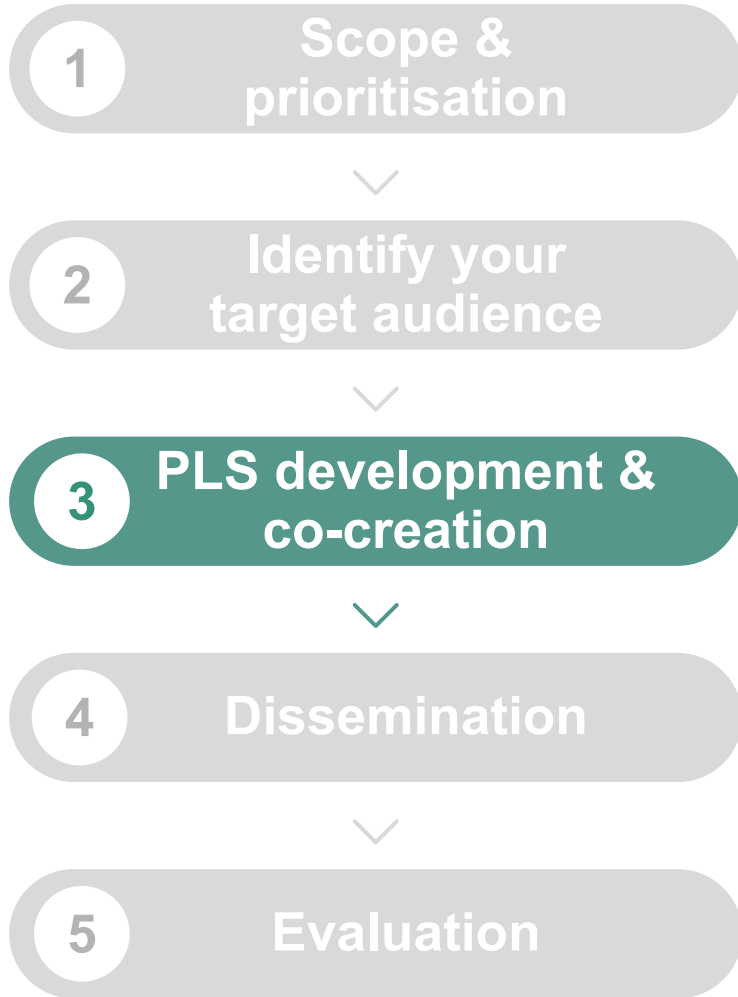 1
Scope &
prioritisation
2
Identify your
target audience
3
PLS development &
co-creation
4
Dissemination
5
Evaluation